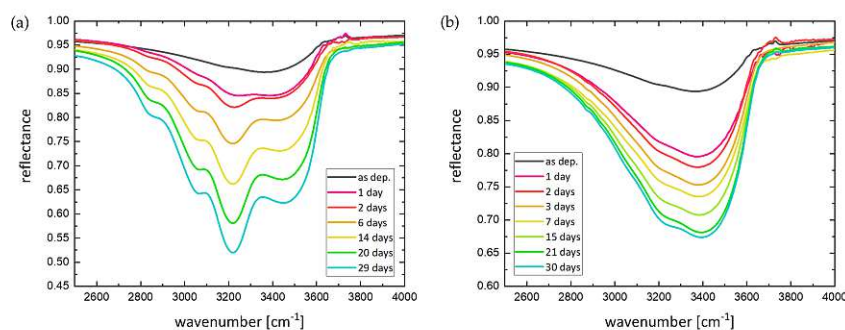 (a)
1.00
0.95
0.90
0.85
0.80
0.75
0.70
0.65
0.60
0.55
0.50
0.45
reflectance
as dep.
1 day
2 days
6 days
14 days
20 days
29 days
2600 2800 3000 3200 3400 3600 3800 4000
wavenumber [cm⁻¹]
(b)
1.00
0.95
0.90
0.85
0.80
0.75
0.70
0.65
0.60
reflectance
as dep.
1 day
2 days
3 days
7 days
15 days
21 days
30 days
2600 2800 3000 3200 3400 3600 3800 4000
wavenumber [cm⁻¹]